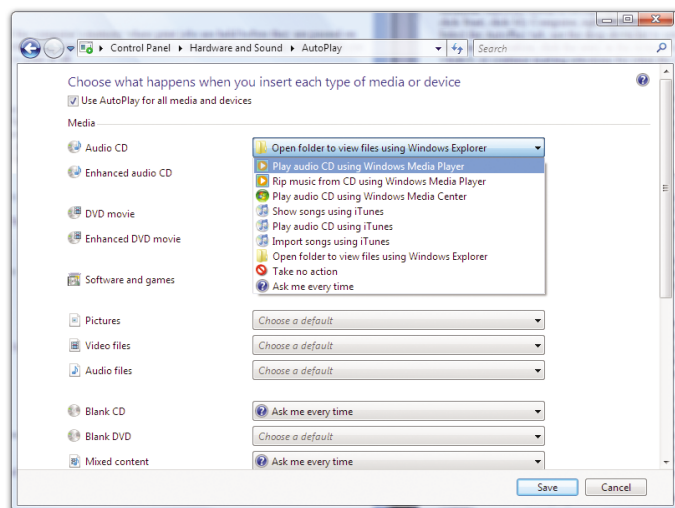 Control Panel ▸ Hardware and Sound ▸ AutoPlay
Search
Choose what happens when you insert each type of media or device
Use AutoPlay for all media and devices
Media
Audio CD
Open folder to view files using Windows Explorer
Play audio CD using Windows Media Player
Enhanced audio CD
Rip music from CD using Windows Media Player
Play audio CD using Windows Media Center
Show songs using iTunes
DVD movie
Play audio CD using iTunes
Enhanced DVD movie
Import songs using iTunes
Open folder to view files using Windows Explorer
Take no action
Software and games
Ask me every time
Pictures
Choose a default
Video files
Choose a default
Audio files
Choose a default
Blank CD
Ask me every time
Blank DVD
Choose a default
Mixed content
Ask me every time
Save
Cancel